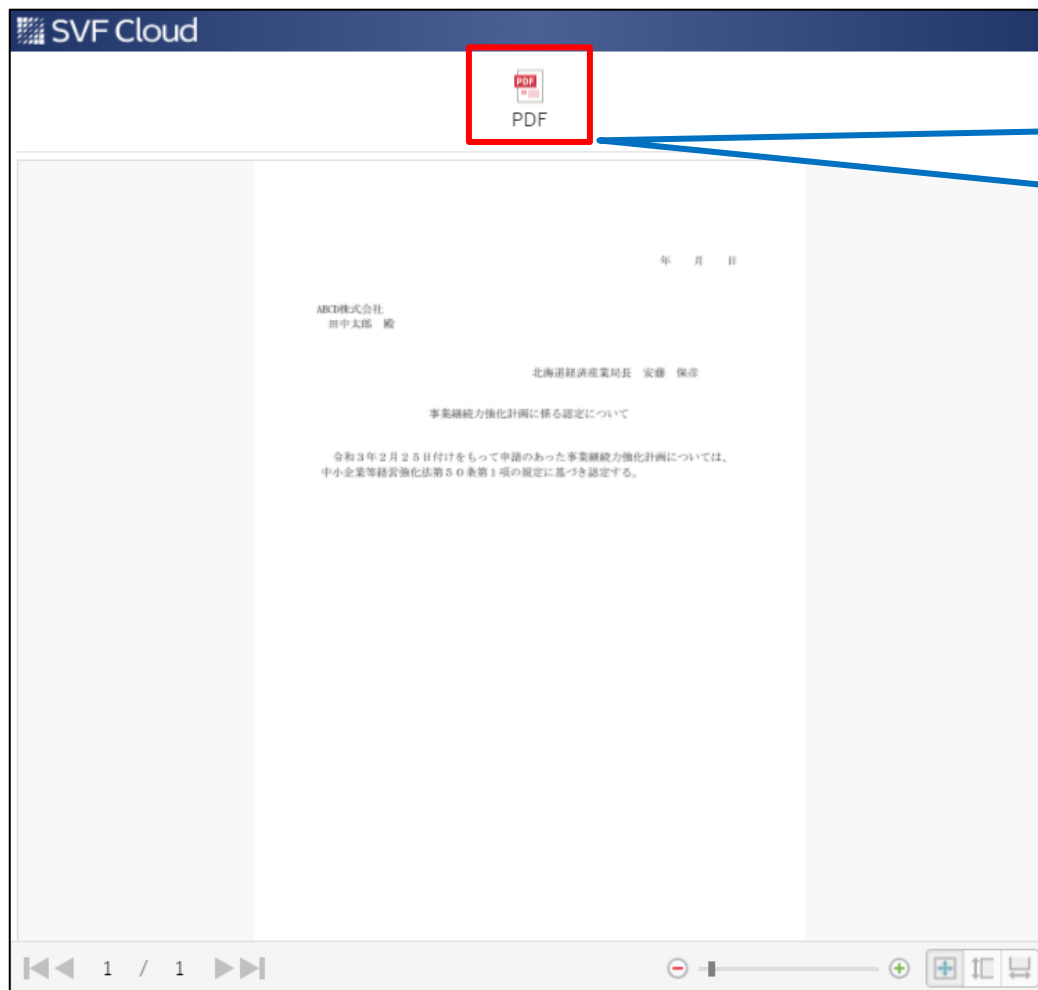 SVF Cloud
PDF
PDF
年　月　日
ABCD株式会社
田中太郎　殿
北海道経済産業局長　安藤　保彦
事業継続力強化計画に係る認定について
令和３年２月２５日付けをもって申請のあった事業継続力強化計画については、
中小企業等経営強化法第５０条第１項の規定に基づき認定する。
1 / 1